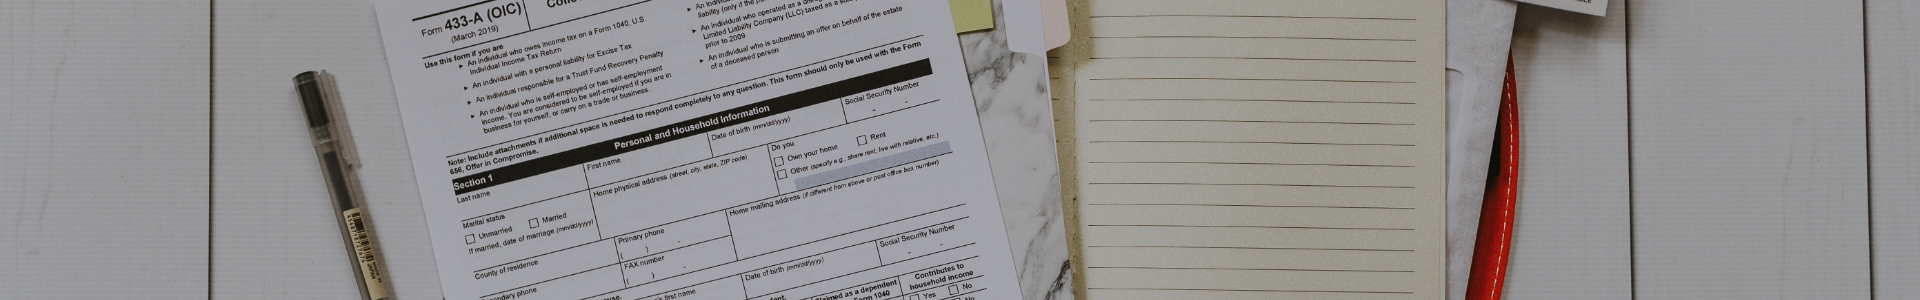 Form 433-A (OIC)
(March 2019)
Use this form if you are
▸ An individual who owes income tax on a Form 1040, U.S.
Individual Income Tax Return
▸ An individual with a personal liability for Excise Tax
▸ An individual responsible for a Trust Fund Recovery Penalty
▸ An individual who is self-employed or has self-employment
income. You are considered to be self-employed if you are in
business for yourself, or carry on a trade or business.
▸ An
liability (only if the
▸ An individual who operated as a
Limited Liability Company (LLC) taxed as a
prior to 2009
▸ An individual who is submitting an offer on behalf of the estate
of a deceased person
Note: Include attachments if additional space is needed to respond completely to any question. This form should only be used with the Form
656, Offer in Compromise.
Section 1 Personal and Household Information
Last name
First name
Date of birth (mm/dd/yyyy)
Social Security Number
- -
Marital status
Unmarried Married
If married, date of marriage (mm/dd/yyyy)
Home physical address (street, city, state, ZIP code)
Do you
Own your home Rent
Other (specify e.g., share rent, live with relative, etc.)
County of residence
Primary phone
( ) -
Home mailing address (if different from above or post office box number)
FAX number
( ) -
phone
first name
Date of birth (mm/dd/yyyy)
Social Security Number
- -
Claimed as a dependent
Form 1040
Contributes to
household income
Yes No
No